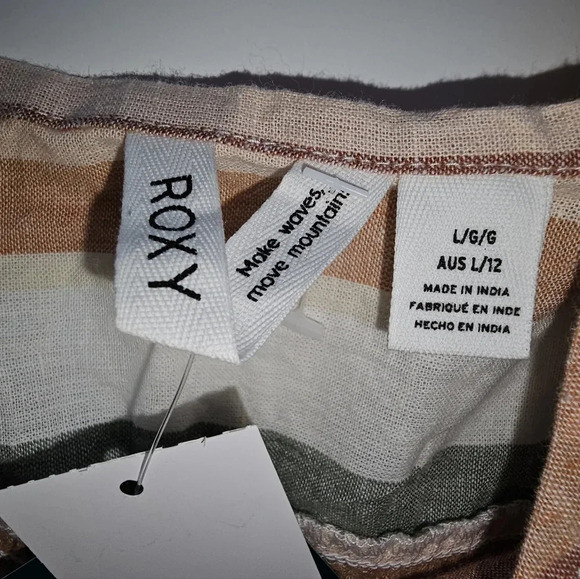 ROXY
Make waves,
move mountain.
L/G/G
AUS L/12
MADE IN INDIA
FABRIQUÉ EN INDE
HECHO EN INDIA